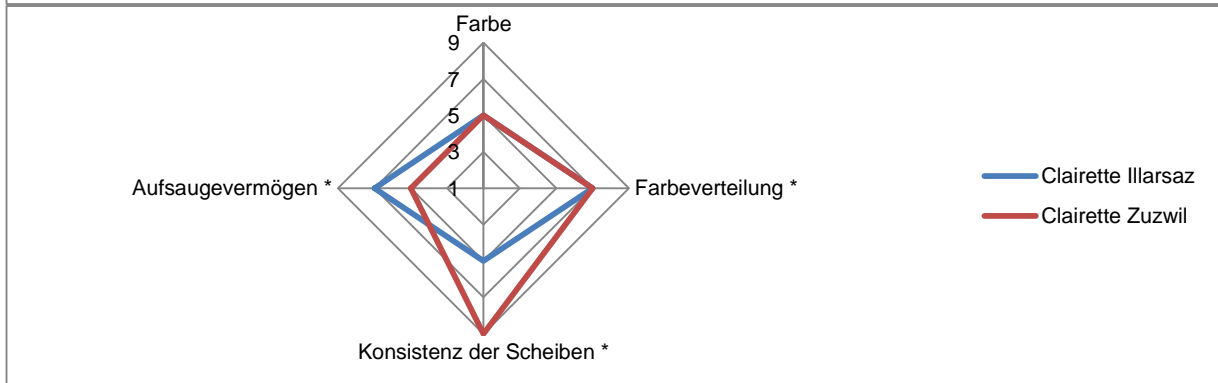 Farbe
9
7
5
3
1
Aufsaugevermögen *
Farbeverteilung *
Konsistenz der Scheiben *
Clairette Illarsaz
Clairette Zuzwil